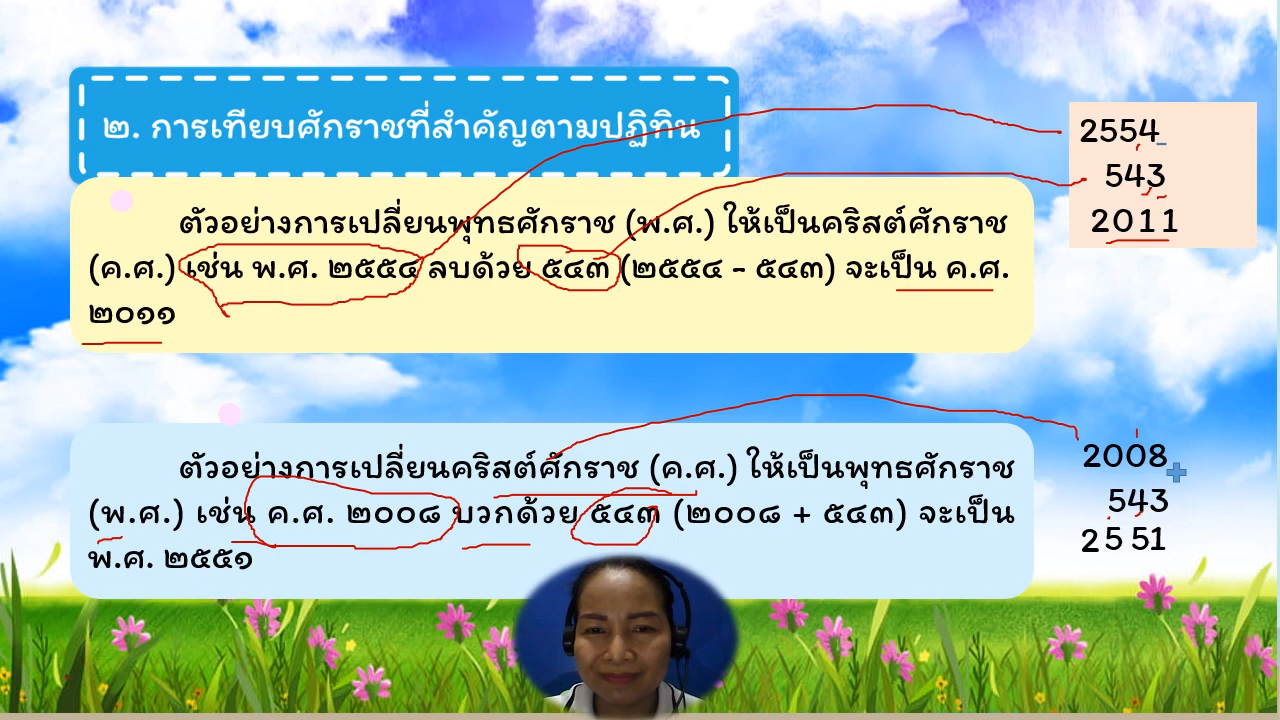 ๒. การเทียบศักราชที่สำคัญตามปฏิทิน
ตัวอย่างการเปลี่ยนพุทธศักราช (พ.ศ.) ให้เป็นคริสต์ศักราช
(ค.ศ.) เช่น พ.ศ. ๒๕๕๔ ลบด้วย ๕๔๓ (๒๕๕๔ - ๕๔๓) จะเป็น ค.ศ.
๒๐๑๑
2554 -
543
2011
ตัวอย่างการเปลี่ยนคริสต์ศักราช (ค.ศ.) ให้เป็นพุทธศักราช
(พ.ศ.) เช่น ค.ศ. ๒๐๐๘ บวกด้วย ๕๔๓ (๒๐๐๘ + ๕๔๓) จะเป็น
พ.ศ. ๒๕๕๑
2008 +
543
2551